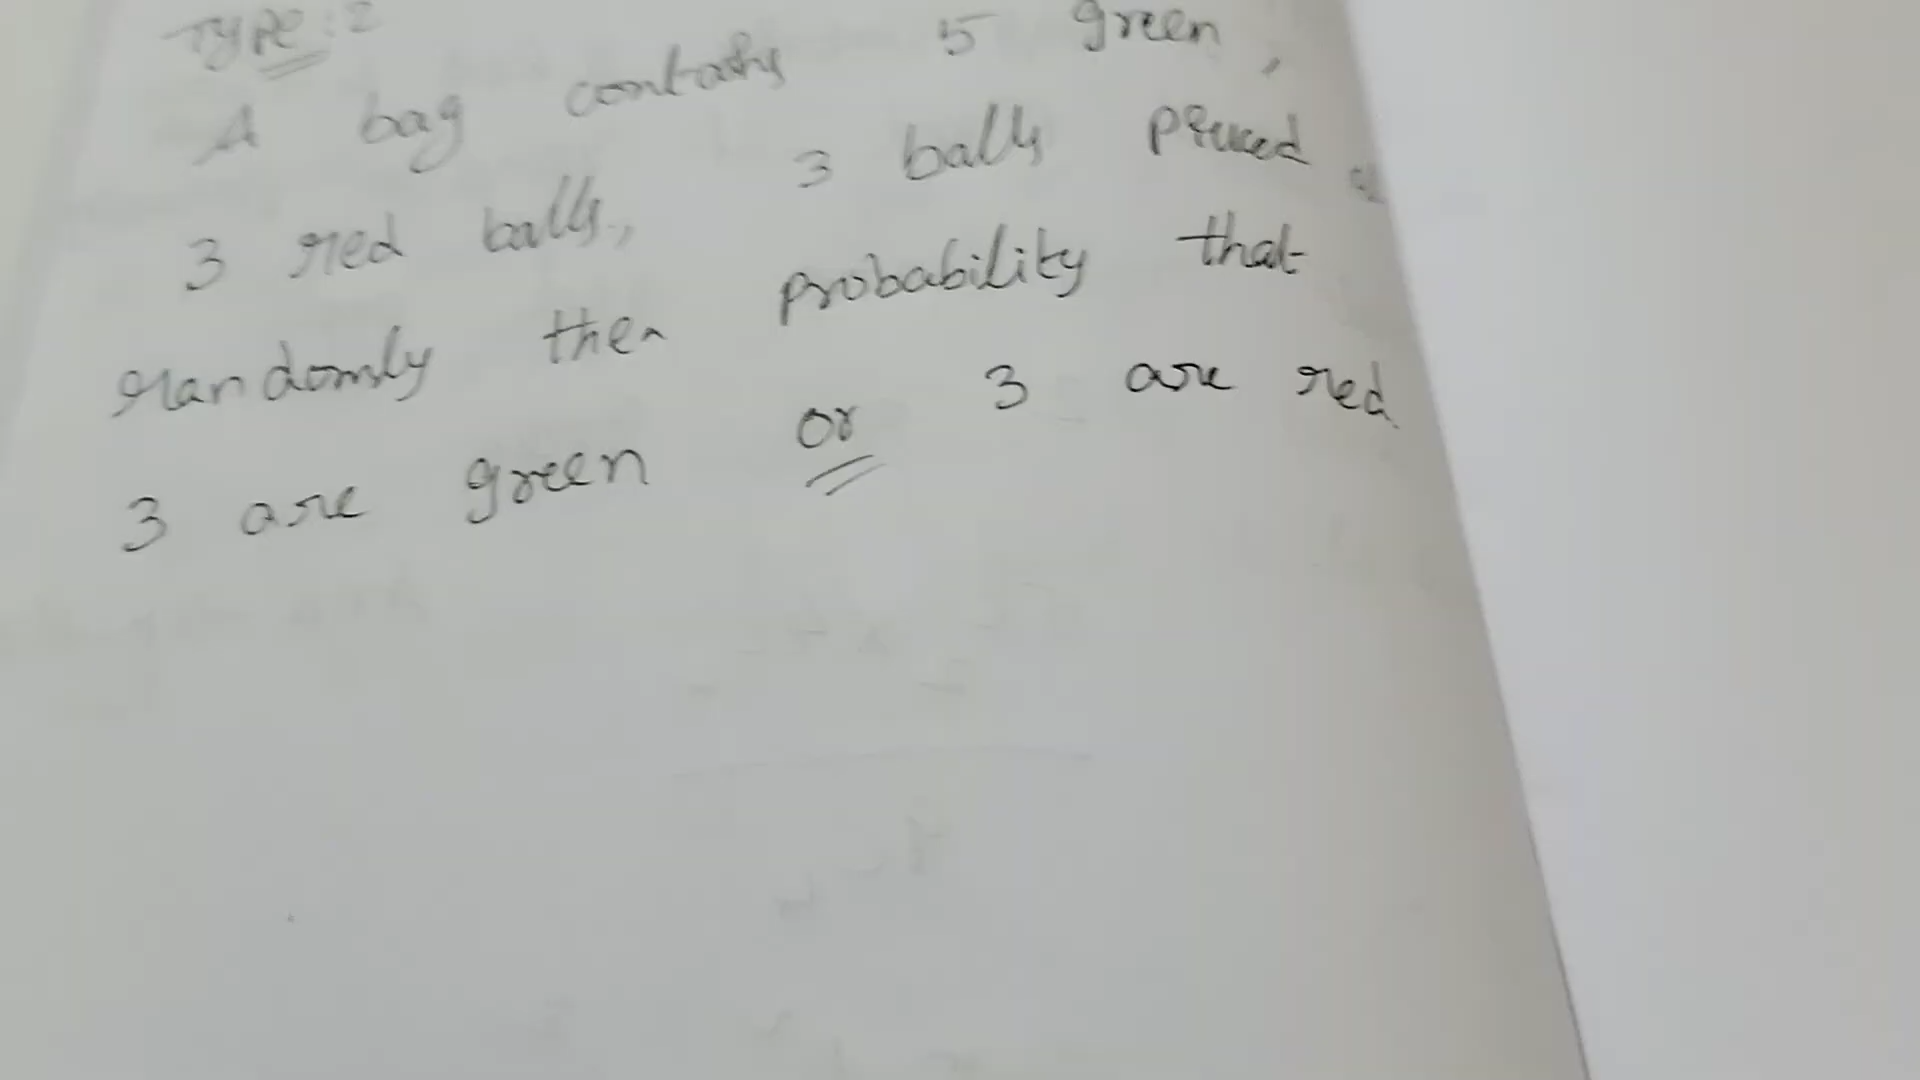 Type: 2
A bag contains 5 green,
3 red balls, 3 balls picked
randomly then probability that
3 are green or 3 are red